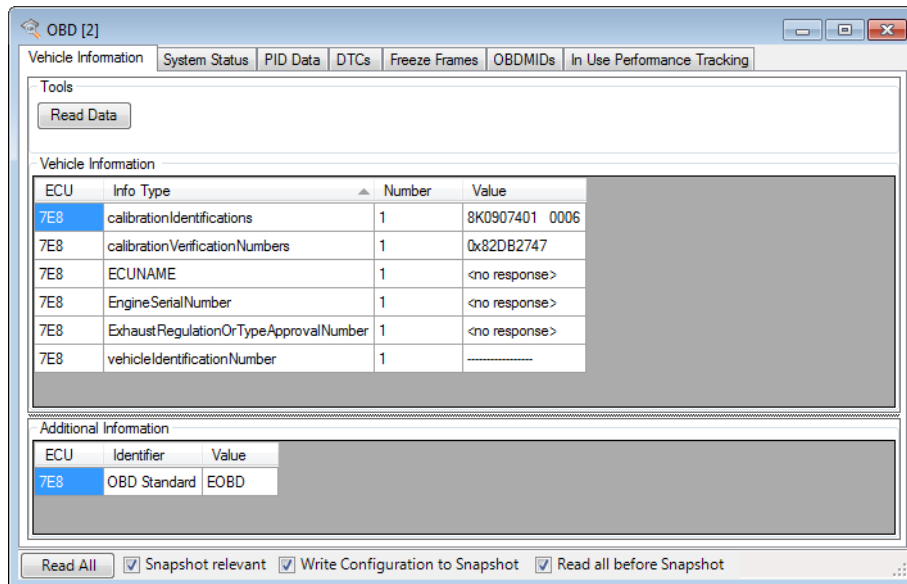 OBD [2]
Vehicle Information System Status PID Data DTCs Freeze Frames OBDMIDs In Use Performance Tracking
Tools
Read Data
Vehicle Information
ECU Info Type Number Value
7E8 calibrationIdentifications 1 8K0907401 0006
7E8 calibrationVerificationNumbers 1 0x82DB2747
7E8 ECUNAME 1 <no response>
7E8 EngineSerialNumber 1 <no response>
7E8 ExhaustRegulationOrTypeApprovalNumber 1 <no response>
7E8 vehicleIdentificationNumber 1 -----------------
Additional Information
ECU Identifier Value
7E8 OBD Standard EOBD
Read All Snapshot relevant Write Configuration to Snapshot Read all before Snapshot